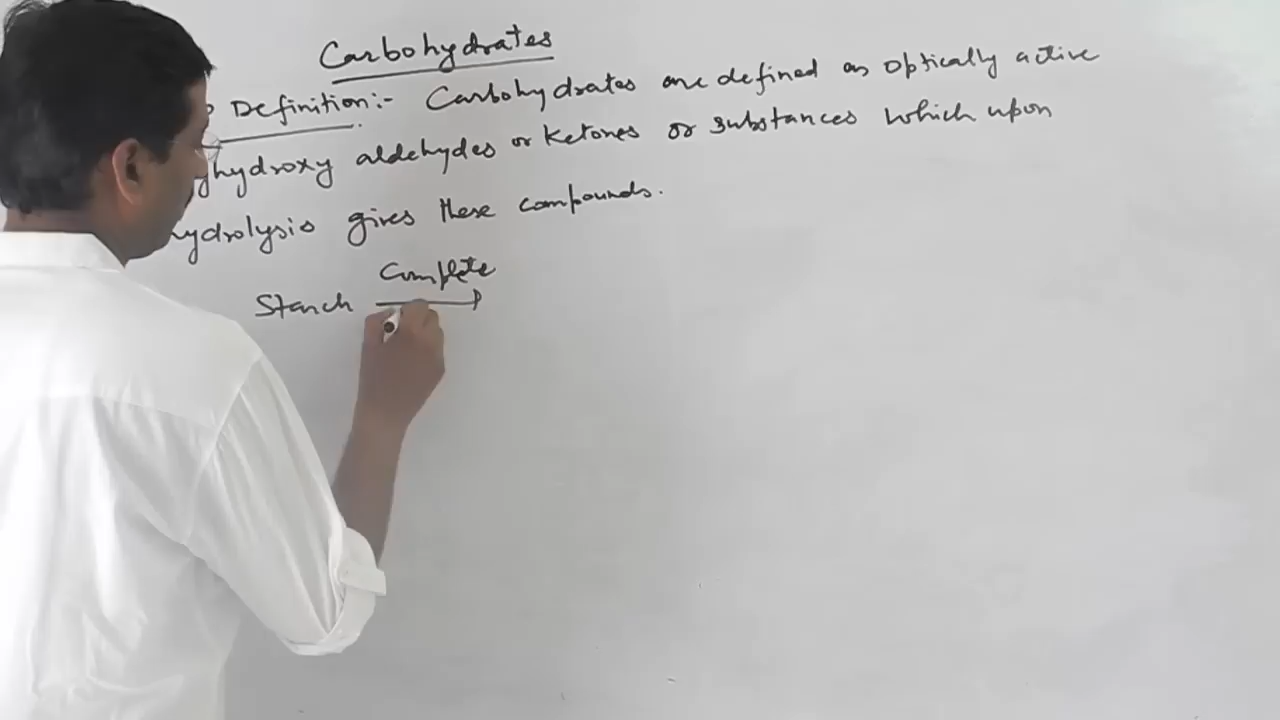 Carbohydrates
Definition:- Carbohydrates are defined as optically active
hydroxy aldehydes or ketones or substances which upon
ydrolysis gives these compounds.
Complete
Starch →